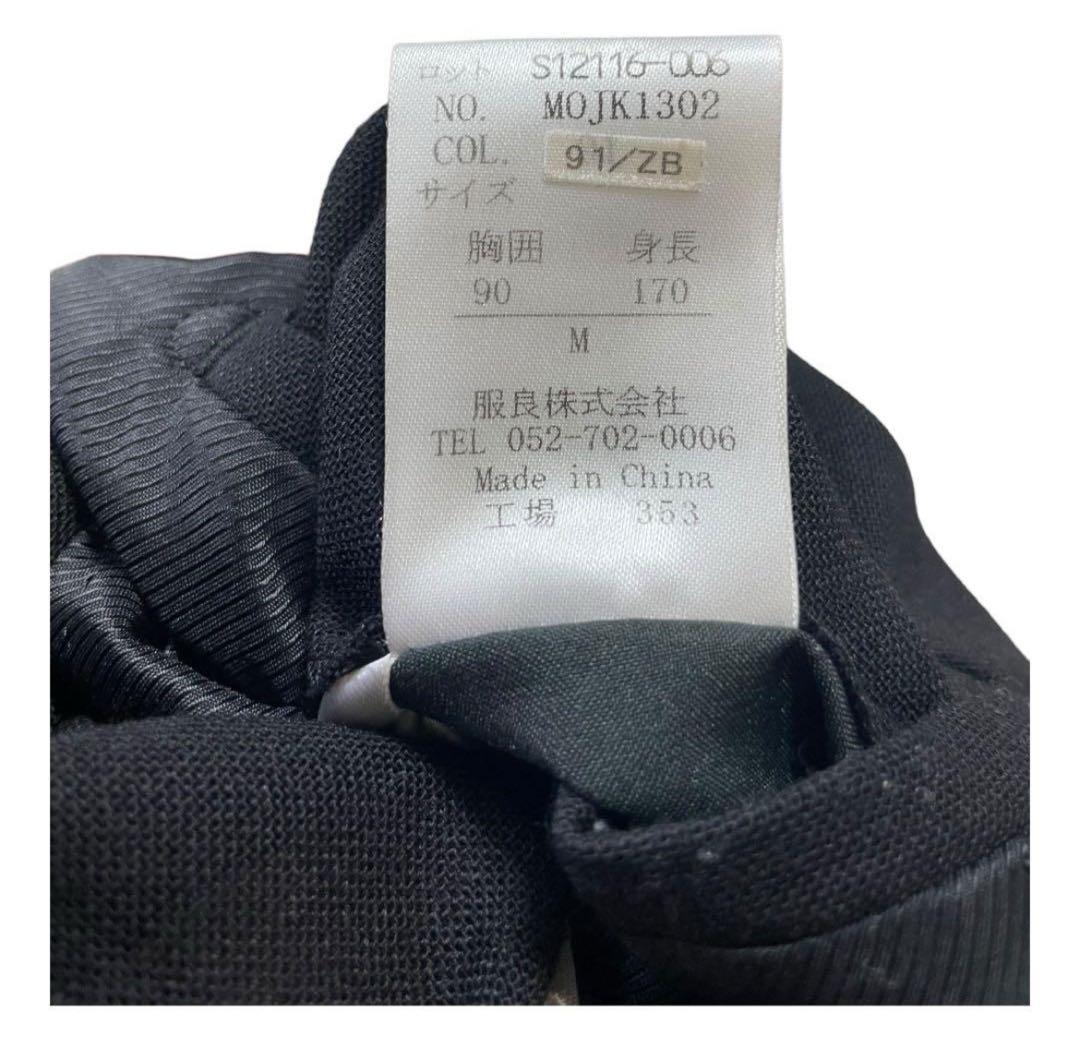 ロット S12116-006
NO. MOJK1302
COL. 91/ZB
サイズ
胸囲 身長
90 170
M
服良株式会社
TEL 052-702-0006
Made in China
工場 353